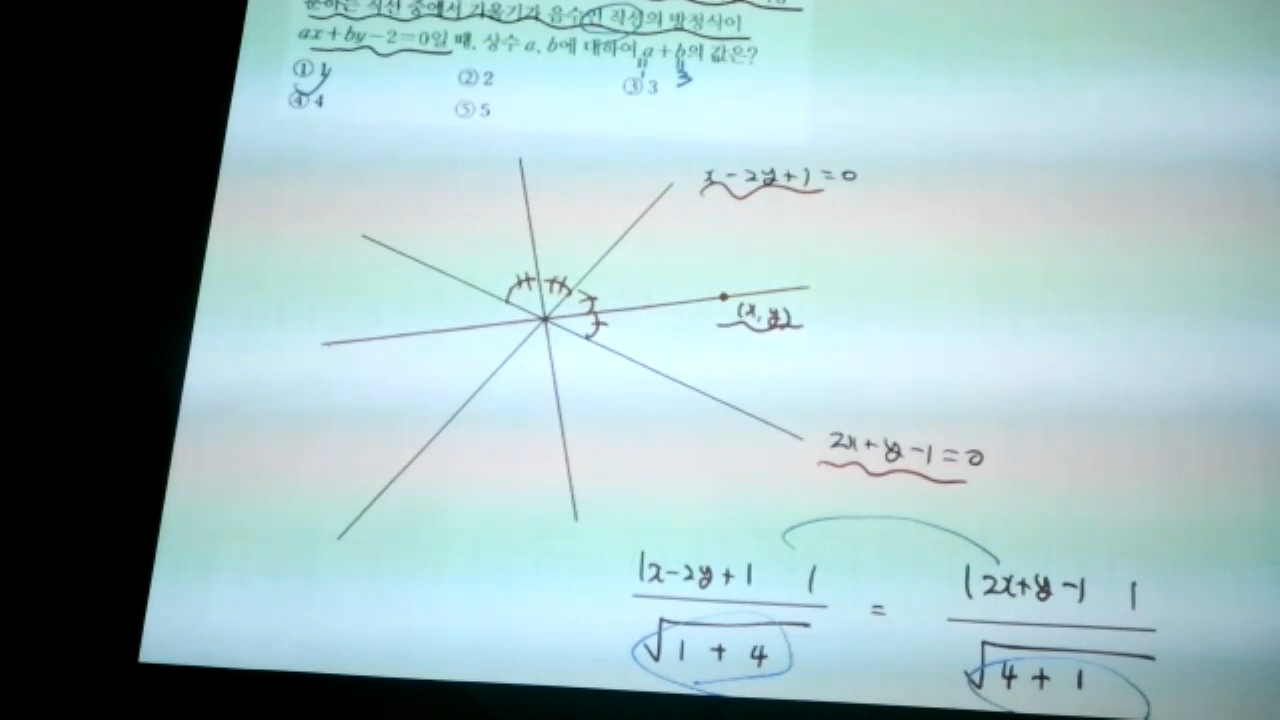 하는 직선 중에서 기울기가 음수인 직선의 방정식이
ax+by-2=0일 때, 상수 a, b에 대하여 a+b의 값은?
1 3
① 1 ② 2 ③ 3
④ 4 ⑤ 5
x-2y+1=0
(x, y)
2x+y-1=0
|x-2y+1| = |2x+y-1|
√1+4 √4+1